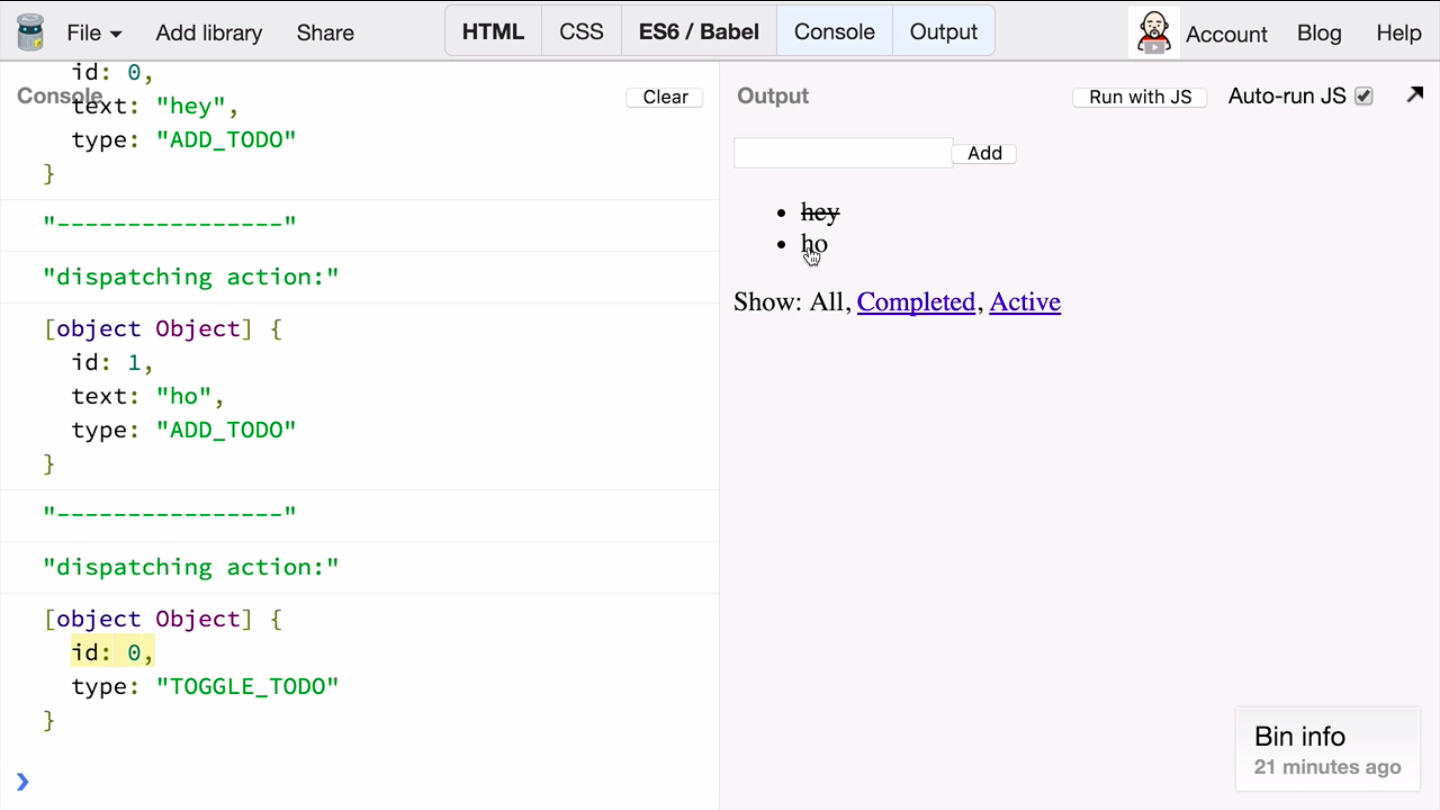 File Add library Share HTML CSS ES6 / Babel Console Output Account Blog Help
Console
Clear
id: 0,
text: "hey",
type: "ADD_TODO"
}
"----------------"
"dispatching action:"
[object Object] {
id: 1,
text: "ho",
type: "ADD_TODO"
}
"----------------"
"dispatching action:"
[object Object] {
id: 0,
type: "TOGGLE_TODO"
}
Output
Run with JS
Auto-run JS
Add
hey
ho
Show: All, Completed, Active
Bin info
21 minutes ago